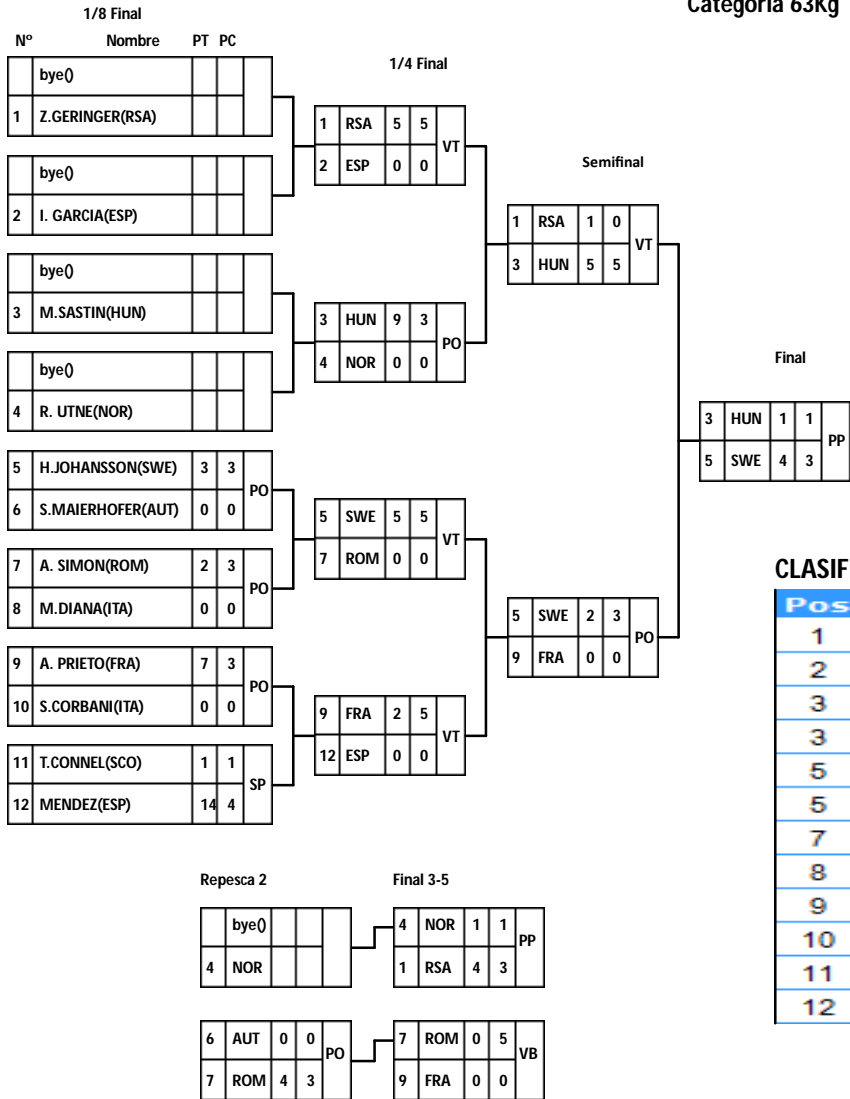 Categoria 63Kg
1/8 Final
Nº Nombre PT PC
bye()
1 Z.GERINGER(RSA)
bye()
2 I. GARCIA(ESP)
bye()
3 M.SASTIN(HUN)
bye()
4 R. UTNE(NOR)
5 H.JOHANSSON(SWE) 3 3 PO
6 S.MAIERHOFER(AUT) 0 0
7 A. SIMON(ROM) 2 3 PO
8 M.DIANA(ITA) 0 0
9 A. PRIETO(FRA) 7 3 PO
10 S.CORBANI(ITA) 0 0
11 T.CONNEL(SCO) 1 1 SP
12 MENDEZ(ESP) 14 4
1/4 Final
1 RSA 5 5 VT
2 ESP 0 0
3 HUN 9 3 PO
4 NOR 0 0
5 SWE 5 5 VT
7 ROM 0 0
9 FRA 2 5 VT
12 ESP 0 0
Semifinal
1 RSA 1 0 VT
3 HUN 5 5
5 SWE 2 3 PO
9 FRA 0 0
Final
3 HUN 1 1 PP
5 SWE 4 3
Repesca 2
bye()
4 NOR
6 AUT 0 0 PO
7 ROM 4 3
Final 3-5
4 NOR 1 1 PP
1 RSA 4 3
7 ROM 0 5 VB
9 FRA 0 0
CLASIF
Pos
1
2
3
3
5
5
7
8
9
10
11
12